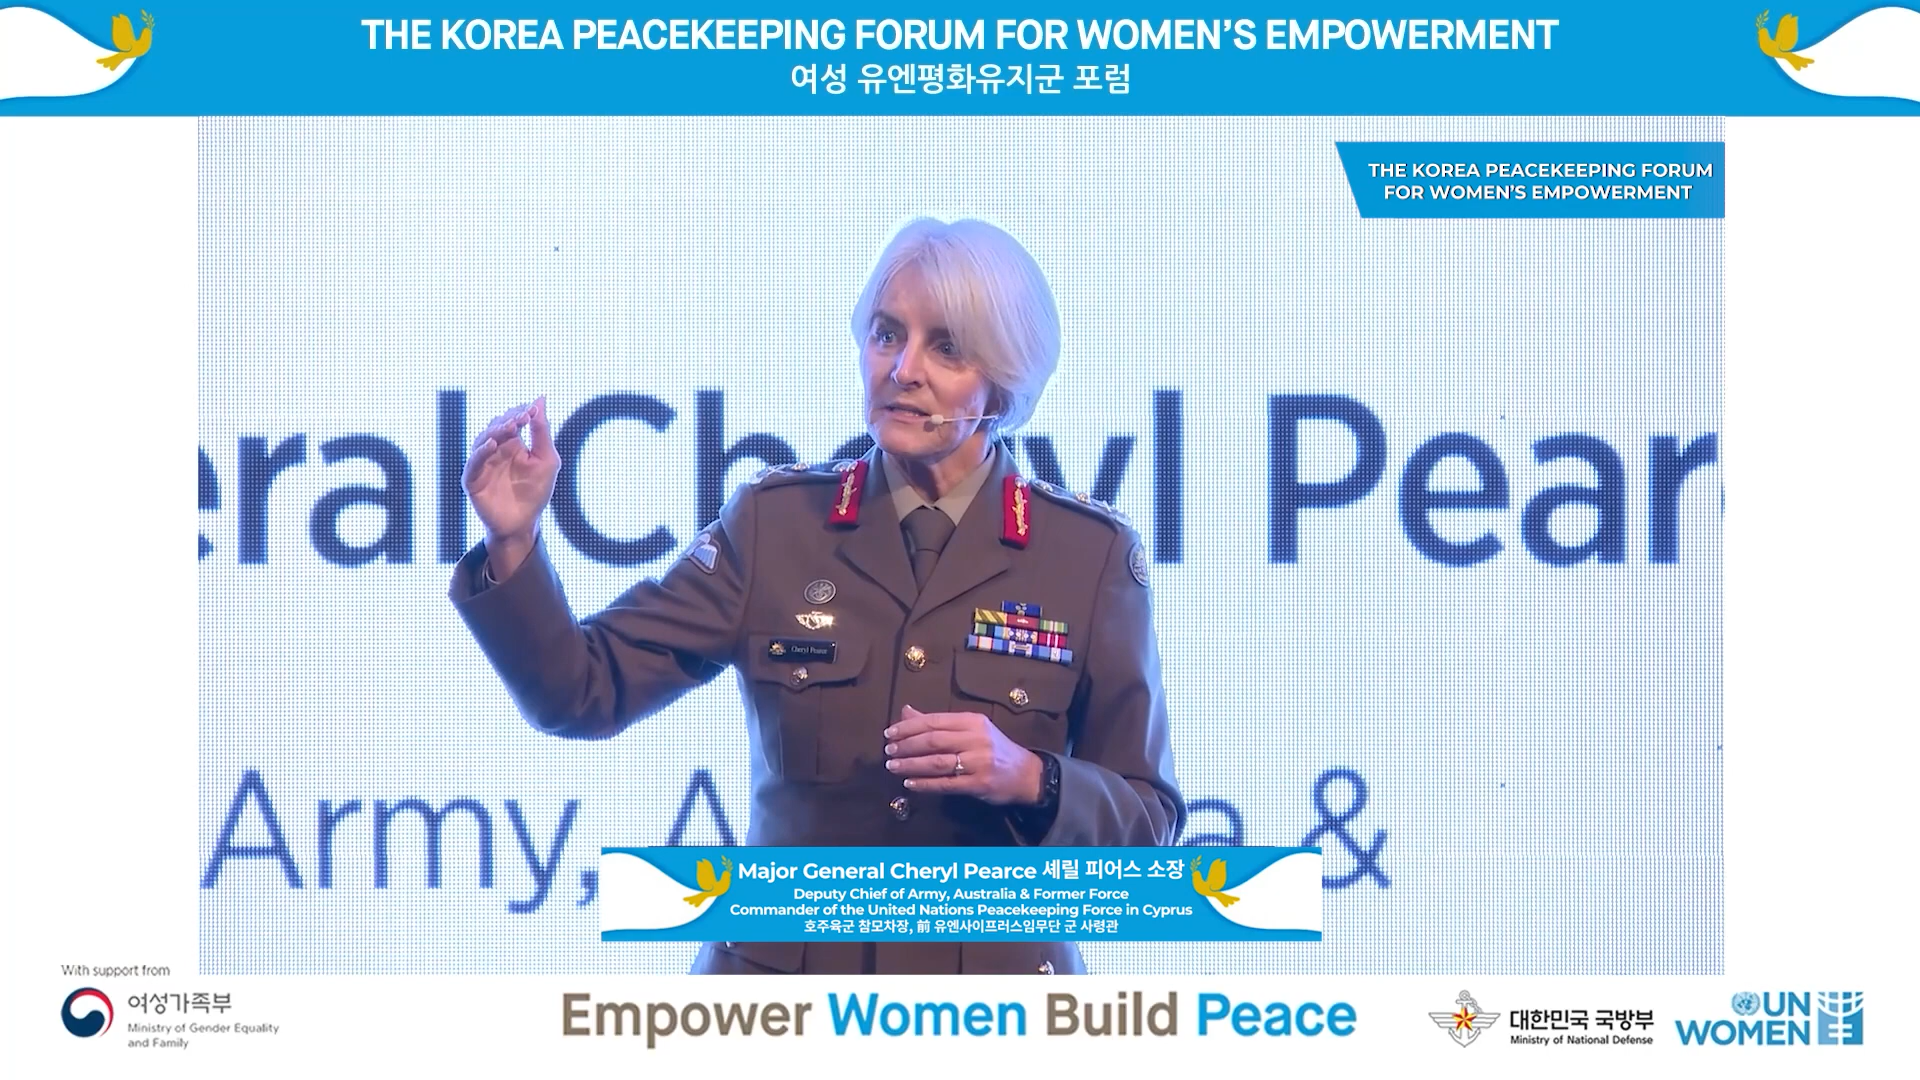 THE KOREA PEACEKEEPING FORUM FOR WOMEN'S EMPOWERMENT
여성 유엔평화유지군 포럼
THE KOREA PEACEKEEPING FORUM
FOR WOMEN'S EMPOWERMENT
eral Cheryl Pear
Army, A a &
Cheryl Pearce
Major General Cheryl Pearce 셰릴 피어스 소장
Deputy Chief of Army, Australia & Former Force
Commander of the United Nations Peacekeeping Force in Cyprus
호주육군 참모차장, 前 유엔사이프러스임무단 군 사령관
With support from
여성가족부
Ministry of Gender Equality
and Family
Empower Women Build Peace
대한민국 국방부
Ministry of National Defense
UN
WOMEN